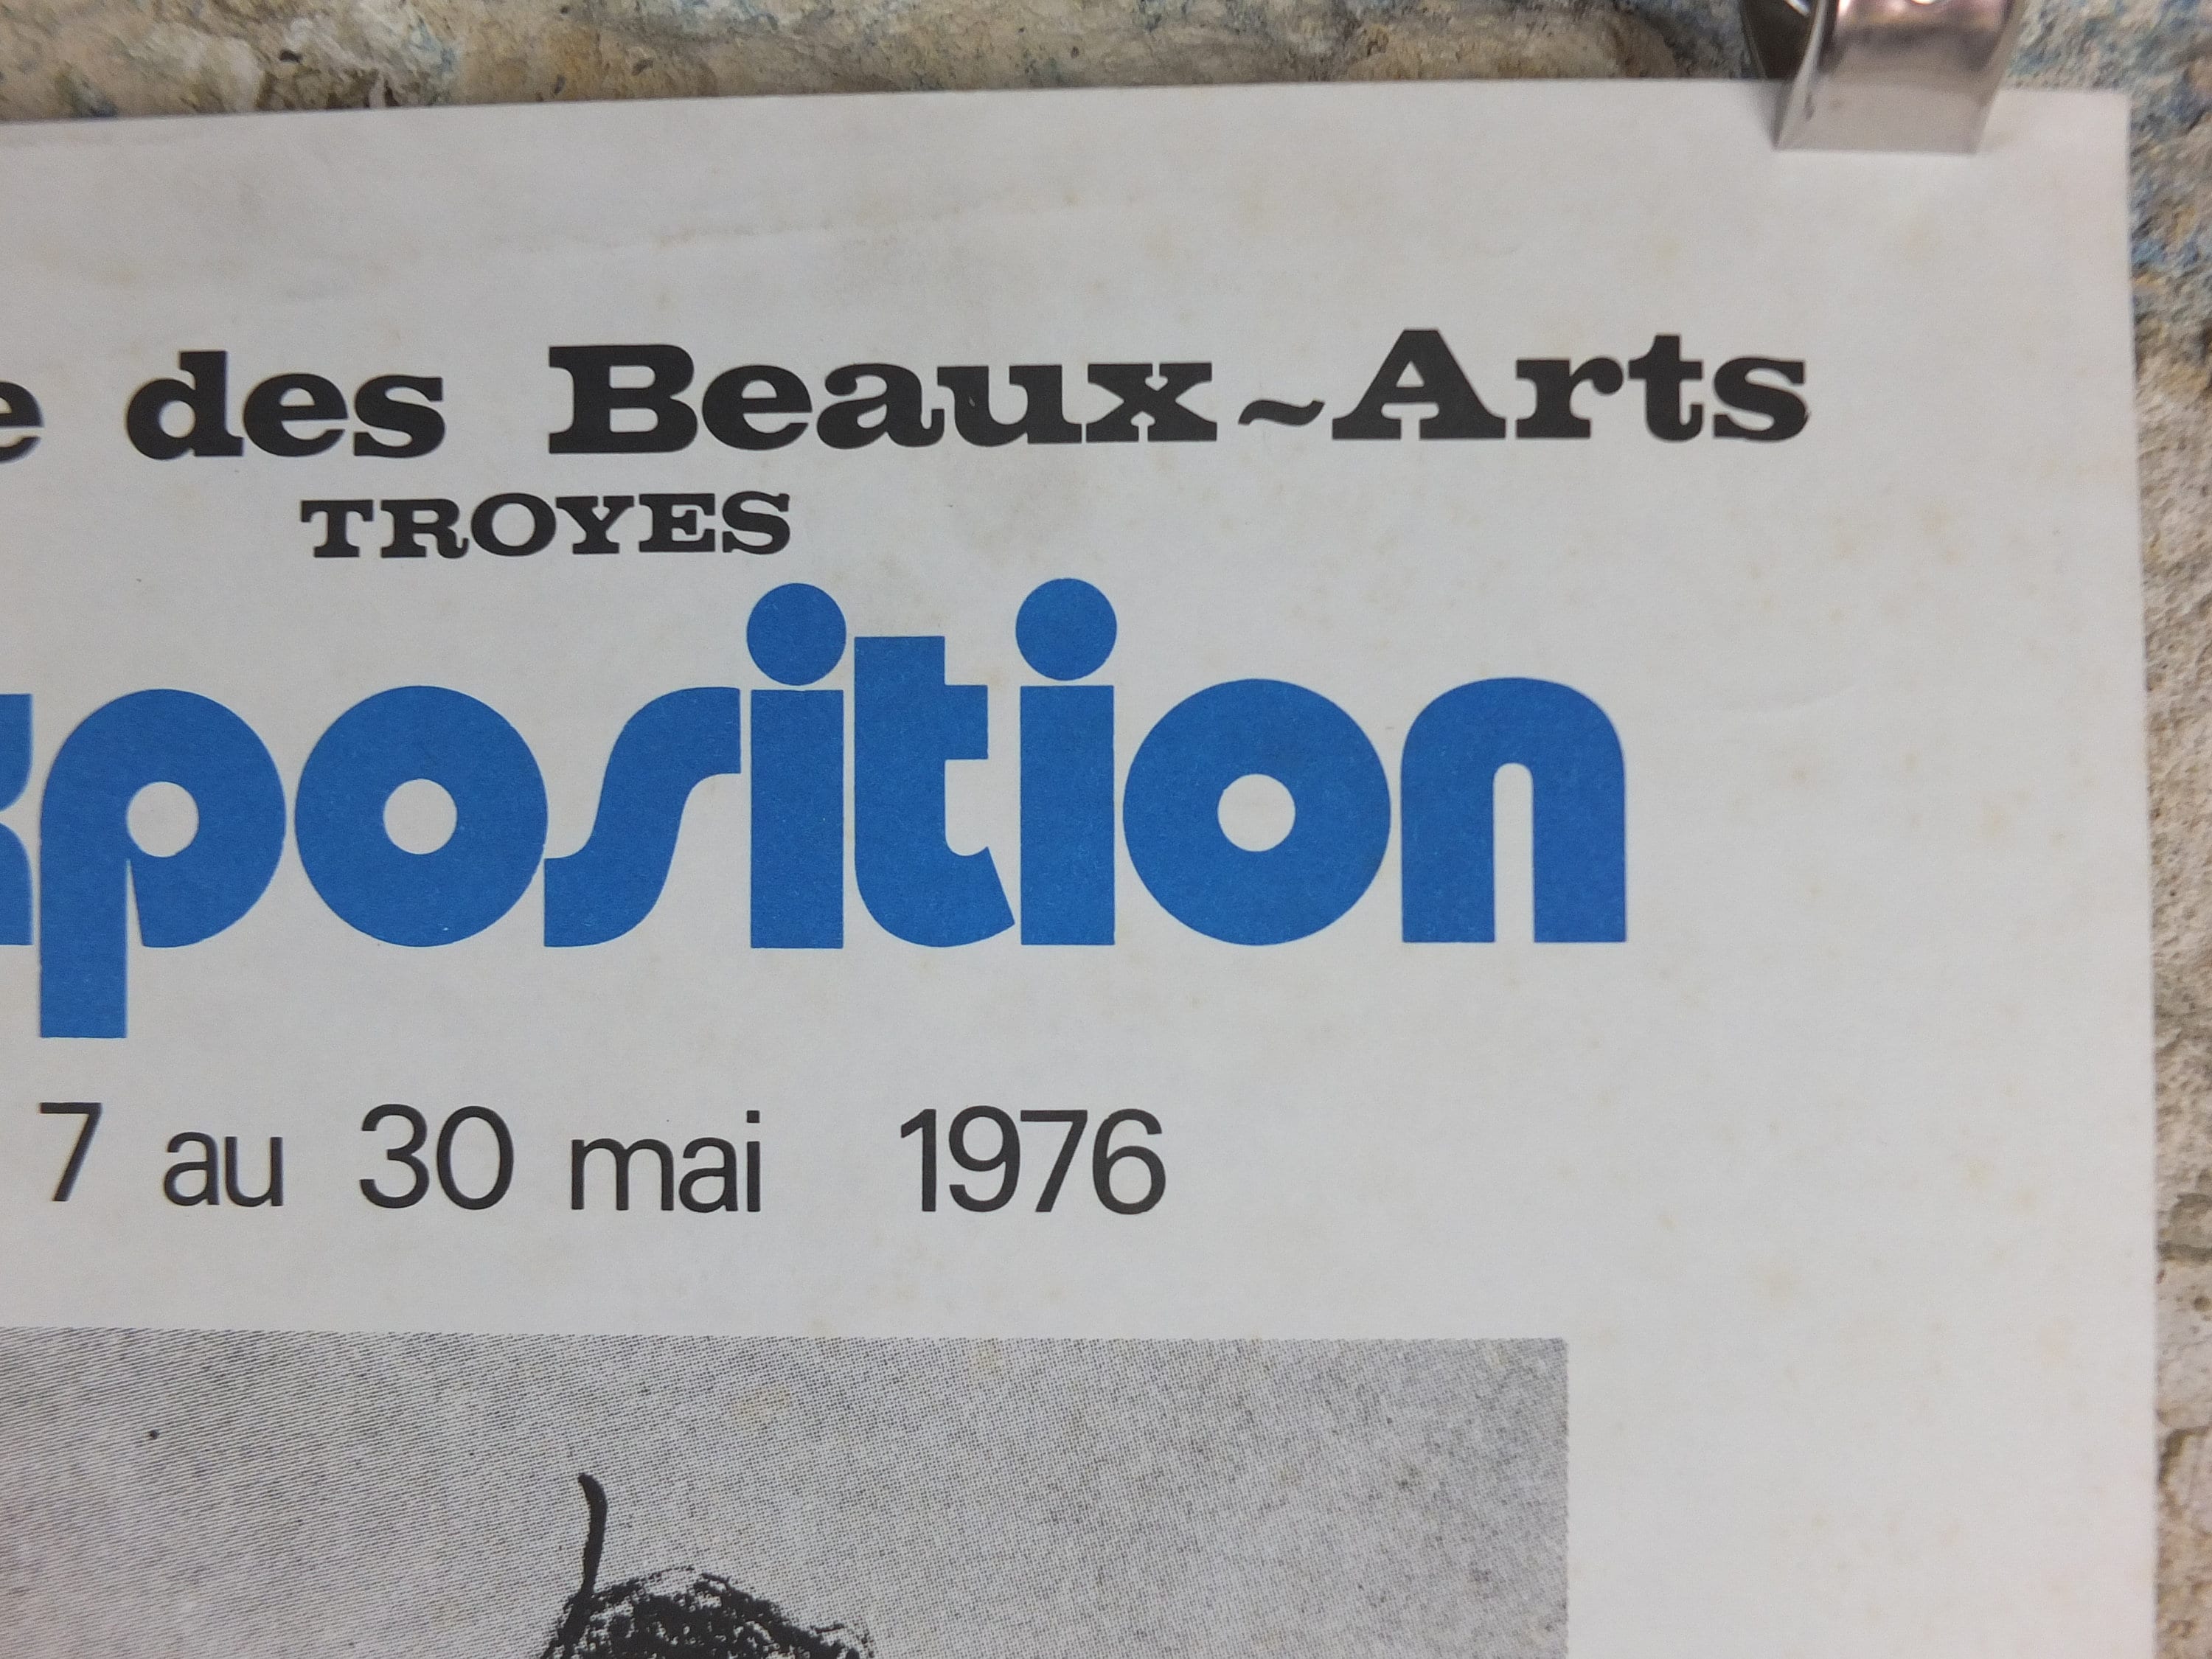 e des Beaux~Arts
TROYES
xposition
7 au 30 mai 1976